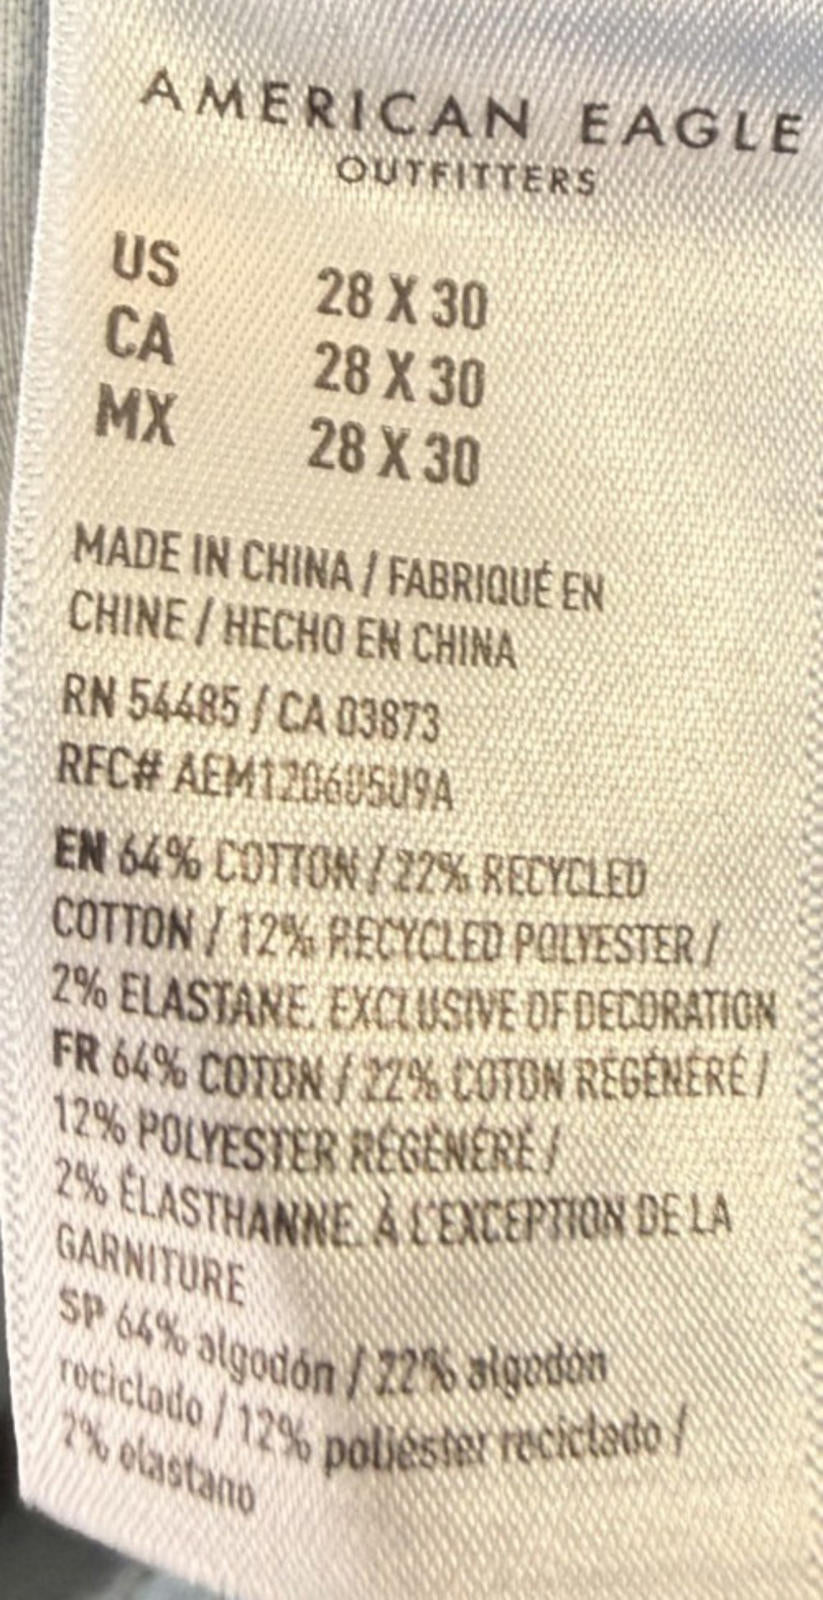 AMERICAN EAGLE
OUTFITTERS
US 28 X 30
CA 28 X 30
MX 28 X 30
MADE IN CHINA / FABRIQUÉ EN
CHINE / HECHO EN CHINA
RN 54485 / CA 03873
RFC# AEM120605U9A
EN 64% COTTON / 22% RECYCLED
COTTON / 12% RECYCLED POLYESTER /
2% ELASTANE. EXCLUSIVE OF DECORATION
FR 64% COTON / 22% COTON RÉGÉNÉRÉ /
12% POLYESTER RÉGÉNÉRÉ /
2% ÉLASTHANNE. À L'EXCEPTION DE LA
GARNITURE
SP 64% algodón / 22% algodón
reciclado / 12% poliéster reciclado /
2% elastano